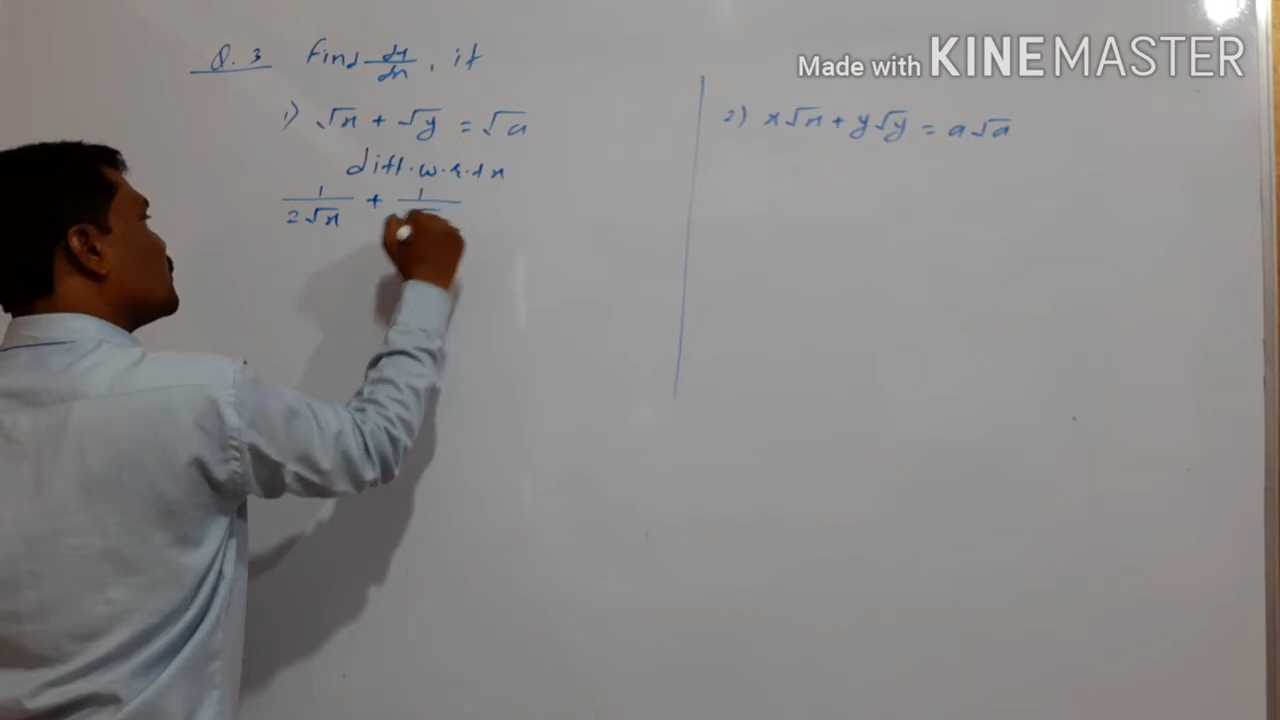 Made with KINEMASTER
Q. 3 Find dy/dx, if
1) √x + √y = √a
diff. w.r.t x
1/2√x + 1/√
2) x√x + y√y = a√a